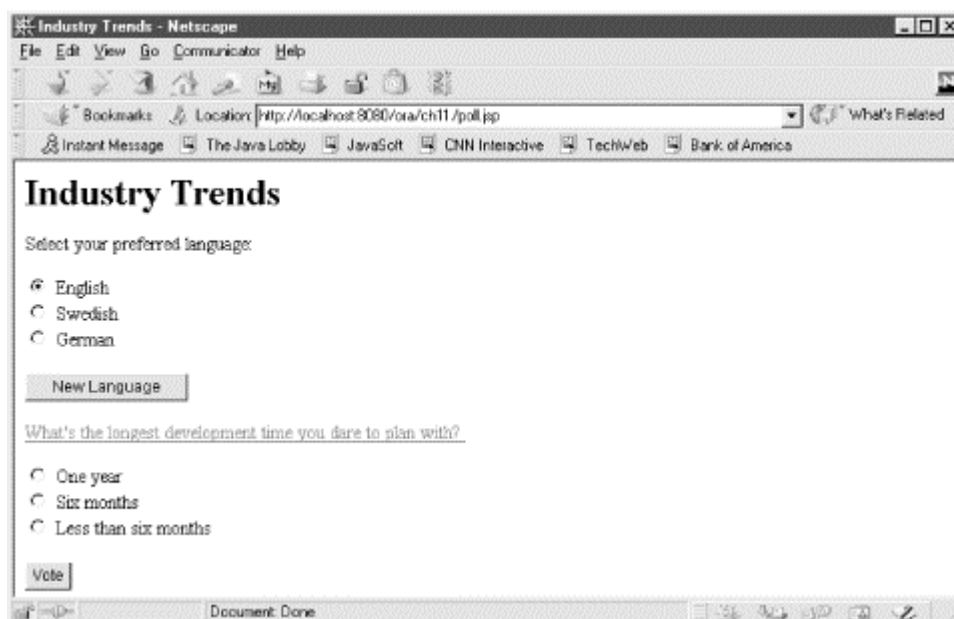 Industry Trends - Netscape
File Edit View Go Communicator Help
Bookmarks Location: http://localhost:8080/ora/ch11/poll.jsp What's Related
Instant Message The Java Lobby JavaSoft CNN Interactive TechWeb Bank of America
Industry Trends
Select your preferred language:
English
Swedish
German
New Language
What's the longest development time you dare to plan with?
One year
Six months
Less than six months
Vote
Document: Done